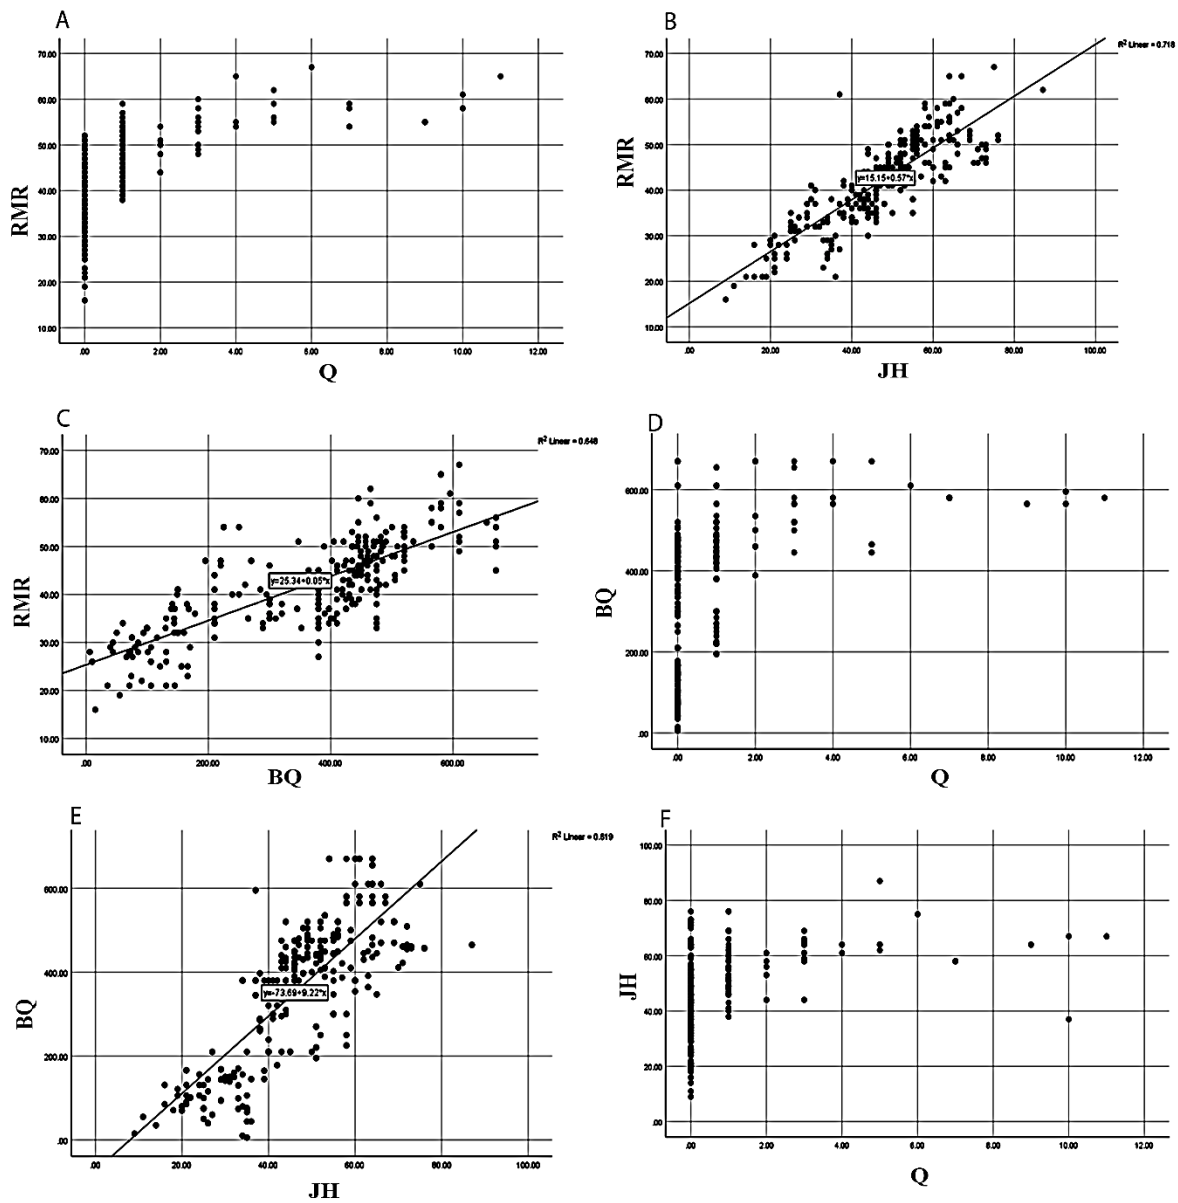 A
70.00
60.00
50.00
40.00
30.00
20.00
10.00
RMR
.00 2.00 4.00 6.00 8.00 10.00 12.00
Q
B
R² Linear = 0.718
70.00
60.00
50.00
40.00
30.00
20.00
10.00
RMR
y=15.15+0.57*x
.00 20.00 40.00 60.00 80.00 100.00
JH
C
R² Linear = 0.648
70.00
60.00
50.00
40.00
30.00
20.00
10.00
RMR
y=25.34+0.05*x
.00 200.00 400.00 600.00
BQ
D
600.00
400.00
200.00
.00
BQ
.00 2.00 4.00 6.00 8.00 10.00 12.00
Q
E
R² Linear = 0.619
600.00
400.00
200.00
.00
BQ
y=-73.69+9.22*x
.00 20.00 40.00 60.00 80.00 100.00
JH
F
100.00
80.00
60.00
40.00
20.00
.00
JH
.00 2.00 4.00 6.00 8.00 10.00 12.00
Q